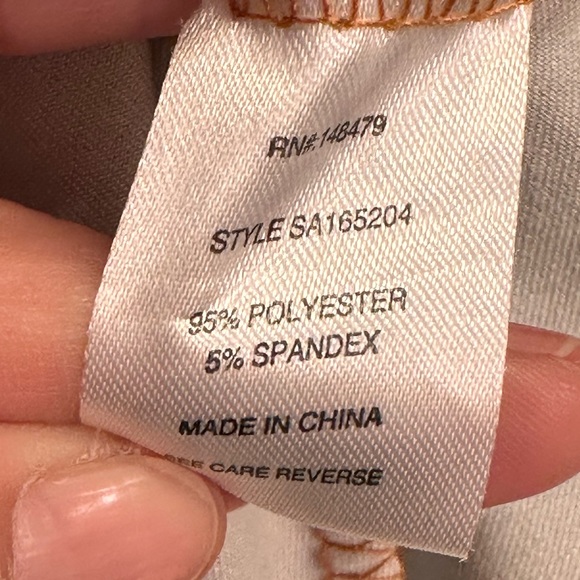 RN#148479
STYLE SA165204
95% POLYESTER
5% SPANDEX
MADE IN CHINA
SEE CARE REVERSE